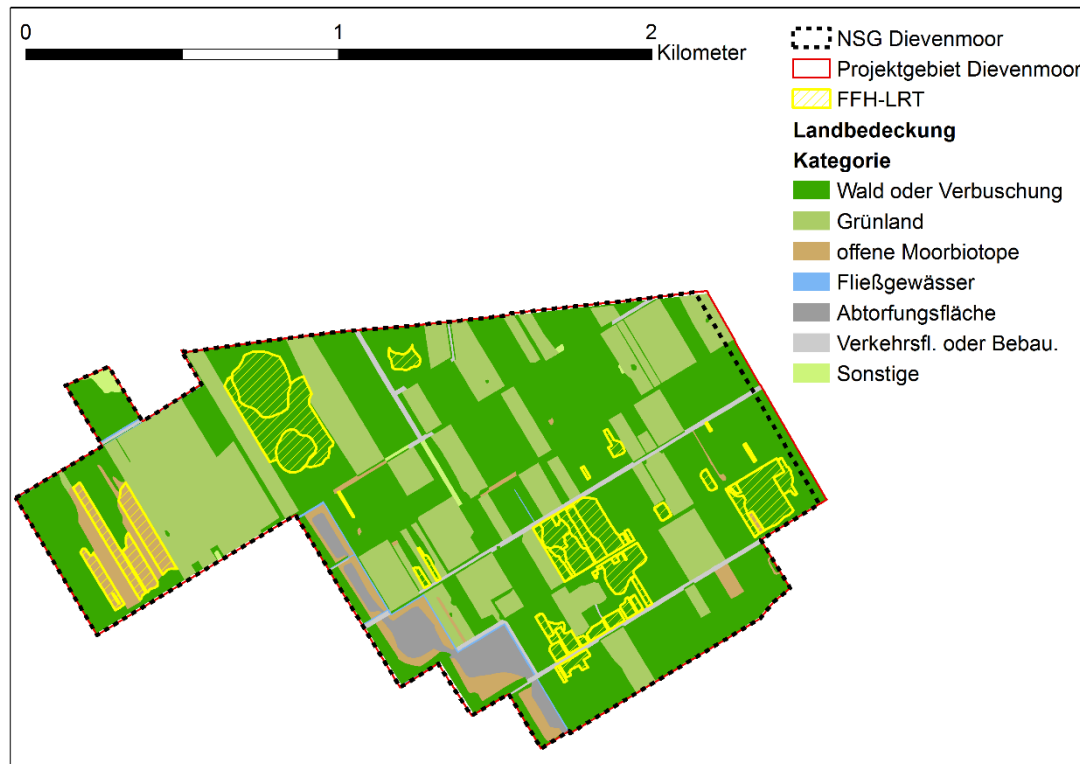 0 1 2
Kilometer
NSG Dievenmoor
Projektgebiet Dievenmoor
FFH-LRT
Landbedeckung
Kategorie
Wald oder Verbuschung
Grünland
offene Moorbiotope
Fließgewässer
Abtorfungsfläche
Verkehrsfl. oder Bebau.
Sonstige